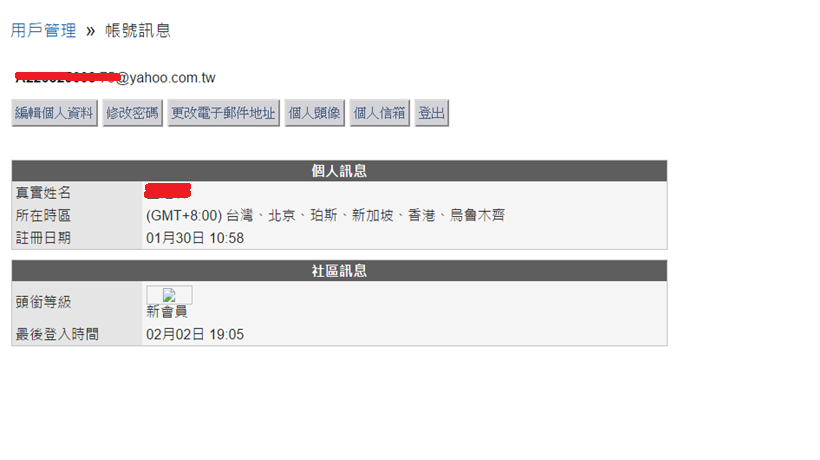 用戶管理 » 帳號訊息
@yahoo.com.tw
編輯個人資料 修改密碼 更改電子郵件地址 個人頭像 個人信箱 登出
個人訊息
真實姓名
所在時區 (GMT+8:00) 台灣、北京、珀斯、新加坡、香港、烏魯木齊
註冊日期 01月30日 10:58
社區訊息
頭銜等級 新會員
最後登入時間 02月02日 19:05